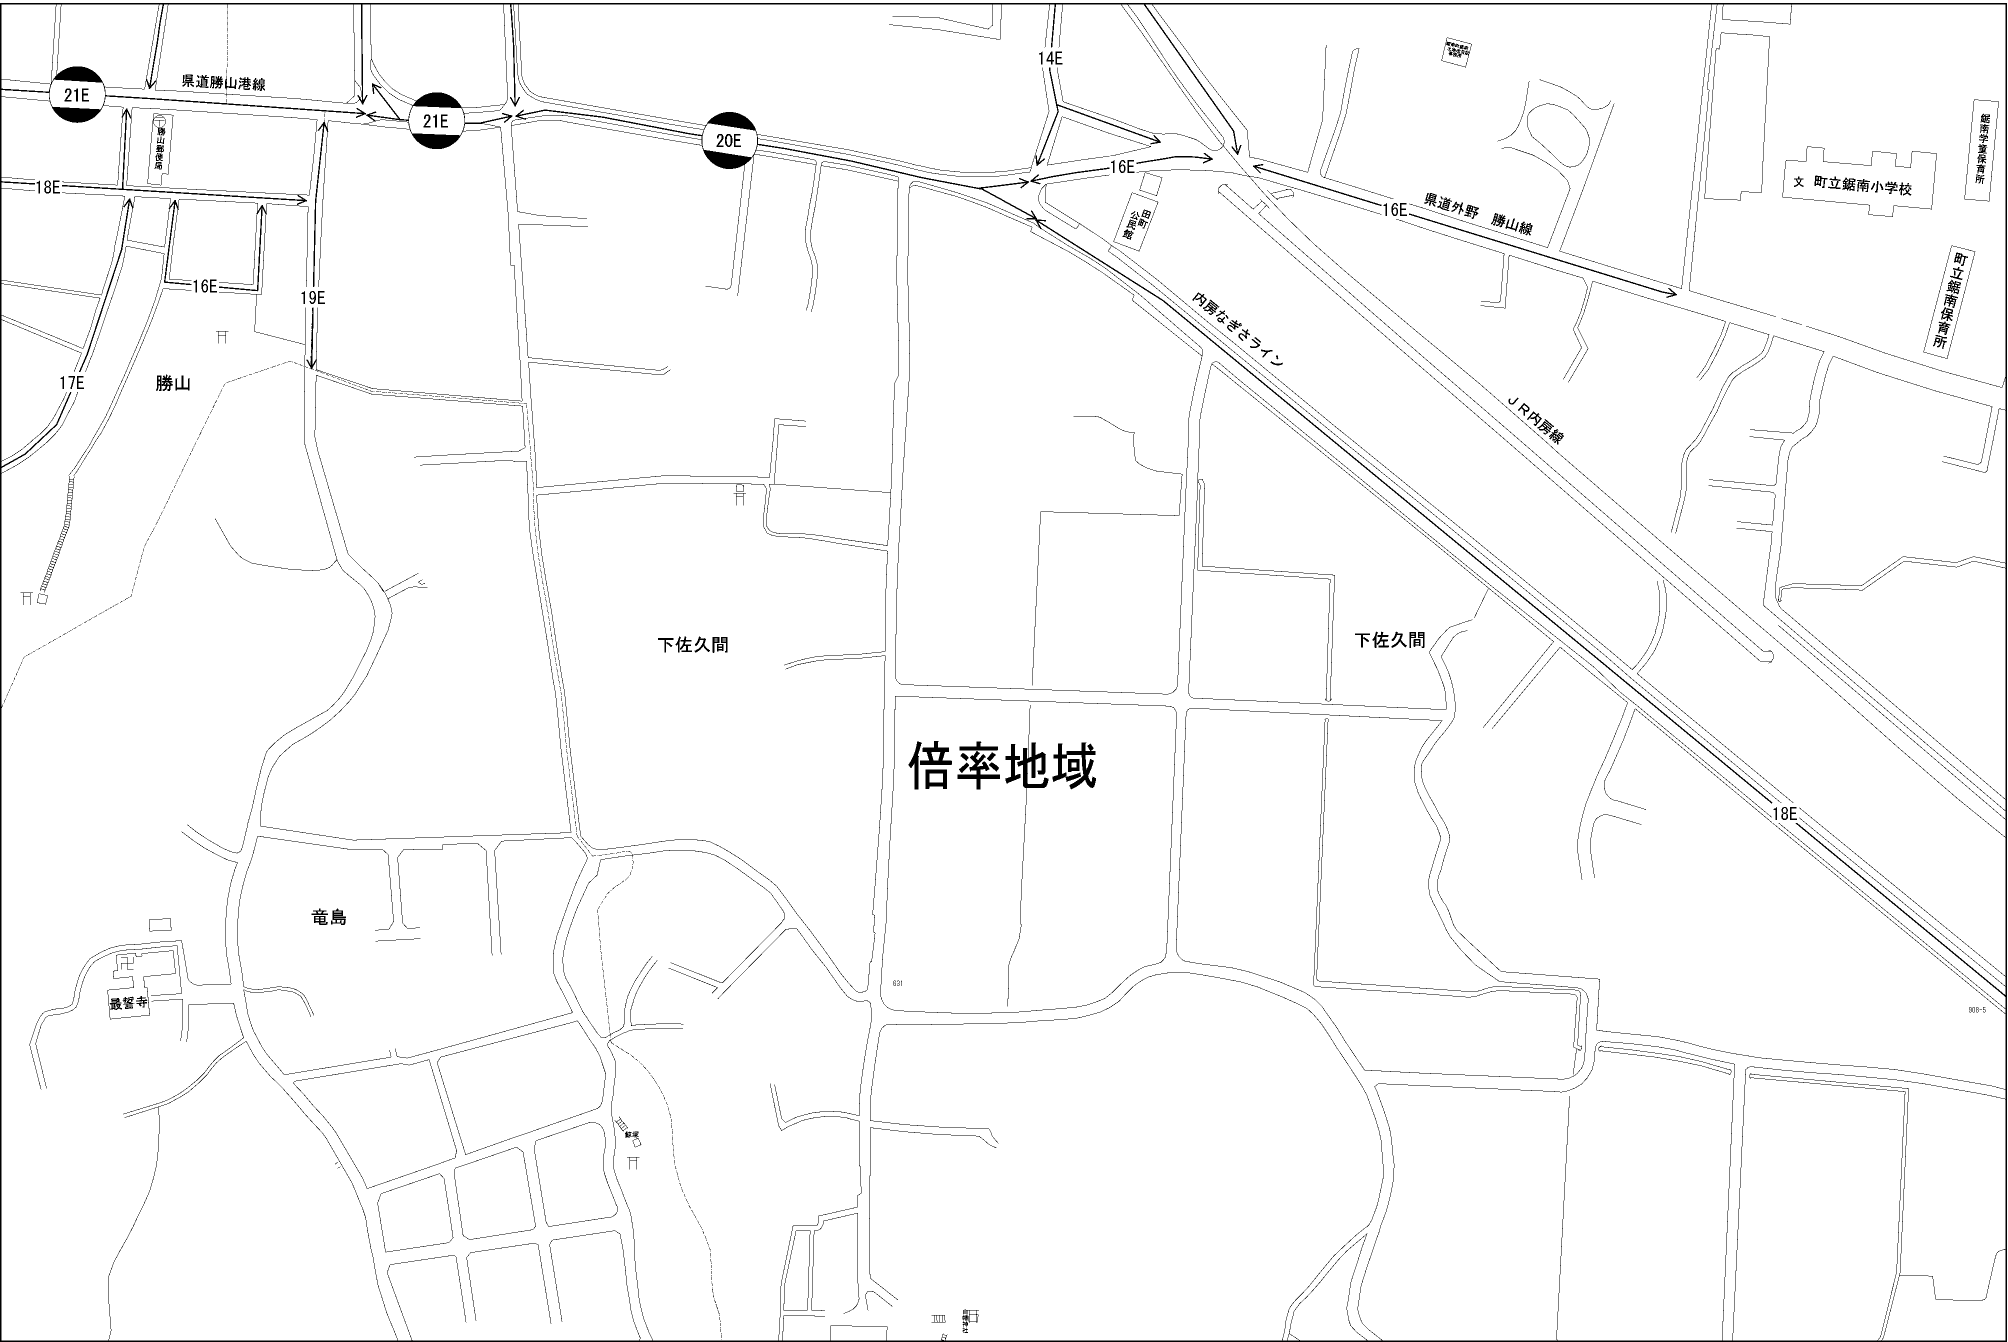 14E
県道勝山港線
21E
21E
20E
勝山郵便局
16E
18E
田町
公民館
16E
県道外野 勝山線
文 町立鋸南小学校
鋸南学童保育所
町立鋸南保育所
16E
19E
内房なぎさライン
17E
勝山
JR内房線
下佐久間
下佐久間
倍率地域
18E
竜島
631
最誓寺
908-5